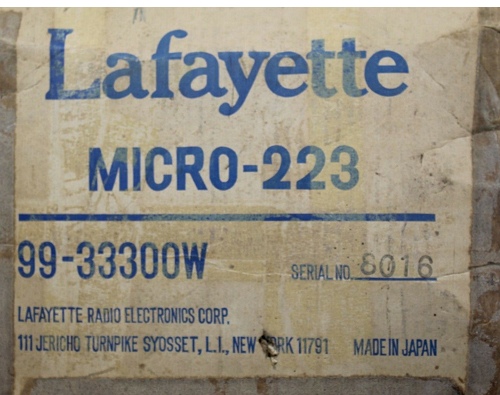 Lafayette
MICRO-223
99-33300W SERIAL NO. 8016
LAFAYETTE RADIO ELECTRONICS CORP.
111 JERICHO TURNPIKE SYOSSET, L.I., NEW YORK 11791 MADE IN JAPAN